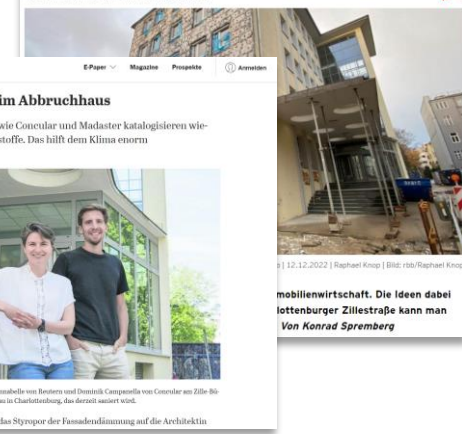 E-Paper Magazine Prospekte Anmelden
im Abbruchhaus
wie Concular und Madaster katalogisieren wie-
stoffe. Das hilft dem Klima enorm
| 12.12.2022 | Raphael Knop | Bild: rbb/Raphael Knop
mobilienwirtschaft. Die Ideen dabei
lottenburger Zillestraße kann man
Von Konrad Spremberg
nnabelle von Reutern und Dominik Campanella von Concular am Zille-Bü-
au in Charlottenburg, das derzeit saniert wird.
das Styropor der Fassadendämmung auf die Architektin